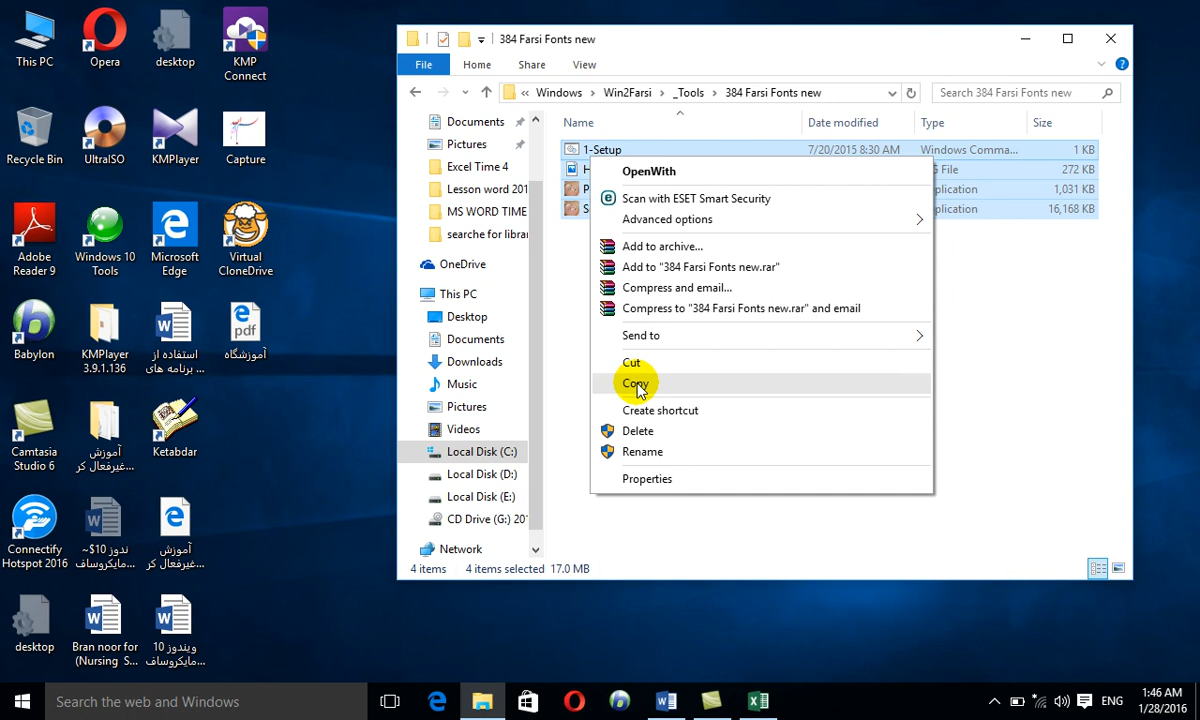 This PC
Opera
desktop
KMP
Connect
Recycle Bin
UltraISO
KMPlayer
Capture
Adobe
Reader 9
Windows 10
Tools
Microsoft
Edge
Virtual
CloneDrive
Babylon
KMPlayer
3.9.1.136
استفاده از
برنامه های ...
pdf
آموزشگاه
Camtasia
Studio 6
آموزش
غیرفعال کر...
Ketabdar
Connectify
Hotspot 2016
~$10 ندوز
مایکروساف...
آموزش
غیرفعال کر...
desktop
Bran noor for
(Nursing S...
ویندوز 10
مایکروساف...
384 Farsi Fonts new
File
Home
Share
View
« Windows > Win2Farsi > _Tools > 384 Farsi Fonts new
Search 384 Farsi Fonts new
Documents
Pictures
Excel Time 4
Lesson word 201
MS WORD TIME
searche for librar
OneDrive
This PC
Desktop
Documents
Downloads
Music
Pictures
Videos
Local Disk (C:)
Local Disk (D:)
Local Disk (E:)
CD Drive (G:) 20
Network
Name
Date modified
Type
Size
1-Setup
7/20/2015 8:30 AM
Windows Comma...
1 KB
H
G File
272 KB
P
pplication
1,031 KB
S
pplication
16,168 KB
OpenWith
Scan with ESET Smart Security
Advanced options
Add to archive...
Add to "384 Farsi Fonts new.rar"
Compress and email...
Compress to "384 Farsi Fonts new.rar" and email
Send to
Cut
Copy
Create shortcut
Delete
Rename
Properties
4 items
4 items selected 17.0 MB
Search the web and Windows
ENG
1:46 AM
1/28/2016